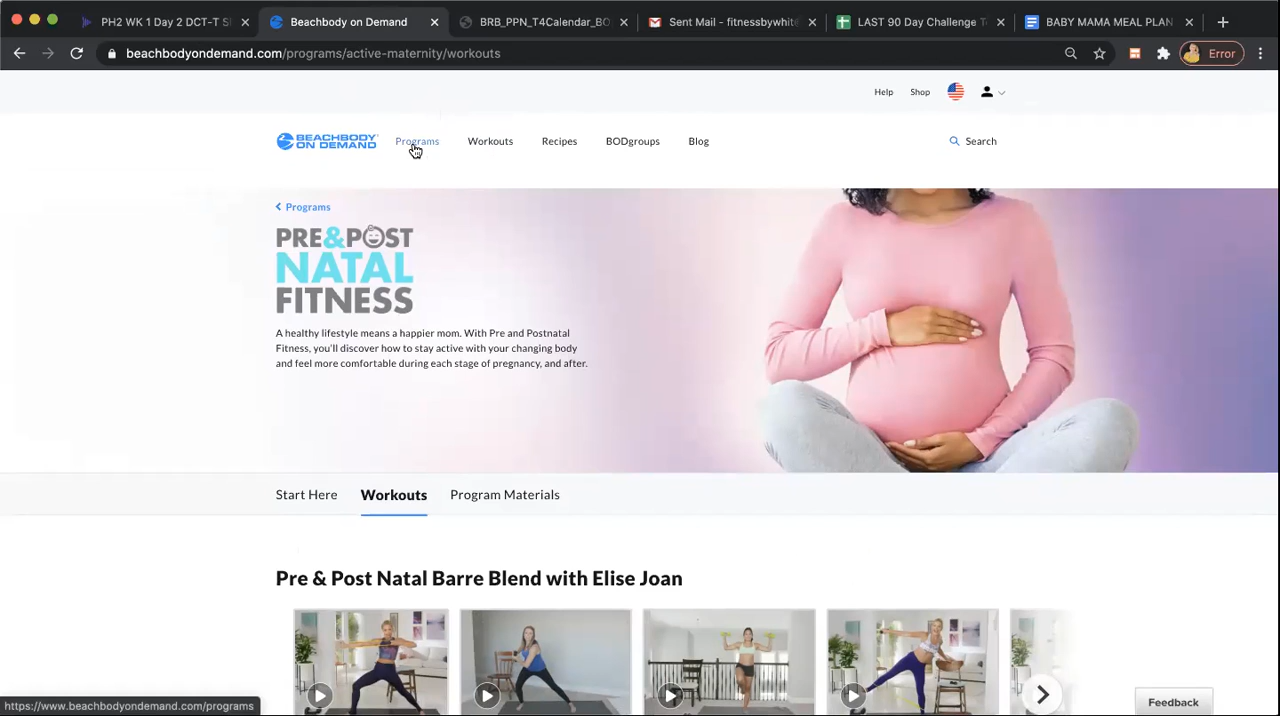 PH2 WK 1 Day 2 DCT-T S
Beachbody on Demand
BRB_PPN_T4Calendar_BO
Sent Mail - fitnessbywhite
LAST 90 Day Challenge T
BABY MAMA MEAL PLAN
beachbodyondemand.com/programs/active-maternity/workouts
Error
Help
Shop
BEACHBODY
ON DEMAND
Programs
Workouts
Recipes
BODgroups
Blog
Search
Programs
PRE&POST
NATAL
FITNESS
A healthy lifestyle means a happier mom. With Pre and Postnatal
Fitness, you'll discover how to stay active with your changing body
and feel more comfortable during each stage of pregnancy, and after.
Start Here
Workouts
Program Materials
Pre & Post Natal Barre Blend with Elise Joan
Feedback
https://www.beachbodyondemand.com/programs